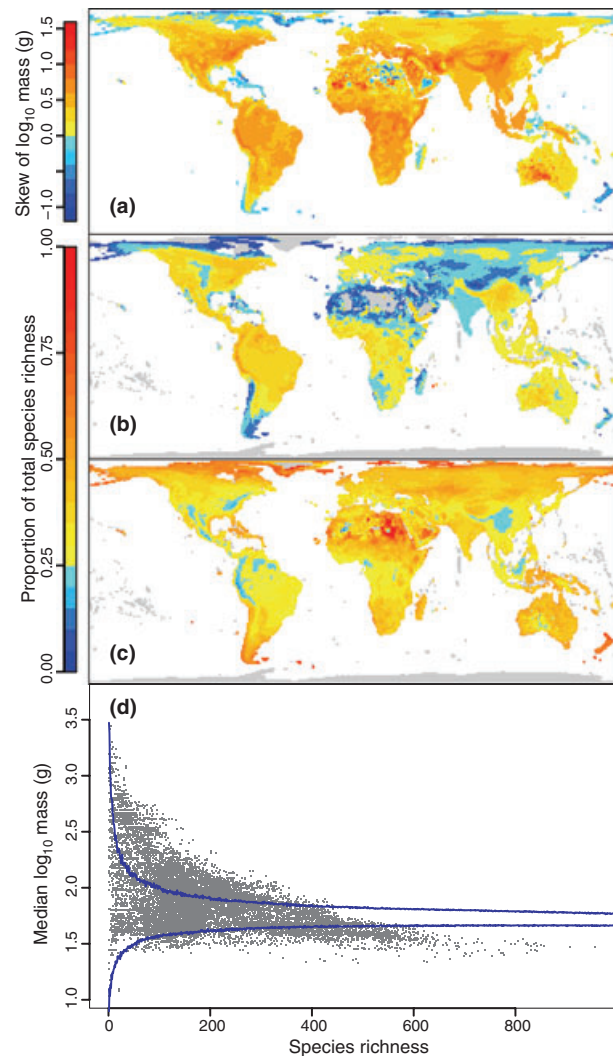 Skew of log10 mass (g)
1.5
1.0
0.5
0.0
−1.0
(a)
Proportion of total species richness
1.00
0.75
0.50
0.25
0.00
(b)
(c)
(d)
Median log10 mass (g)
3.5
3.0
2.5
2.0
1.5
1.0
0
200
400
600
800
Species richness